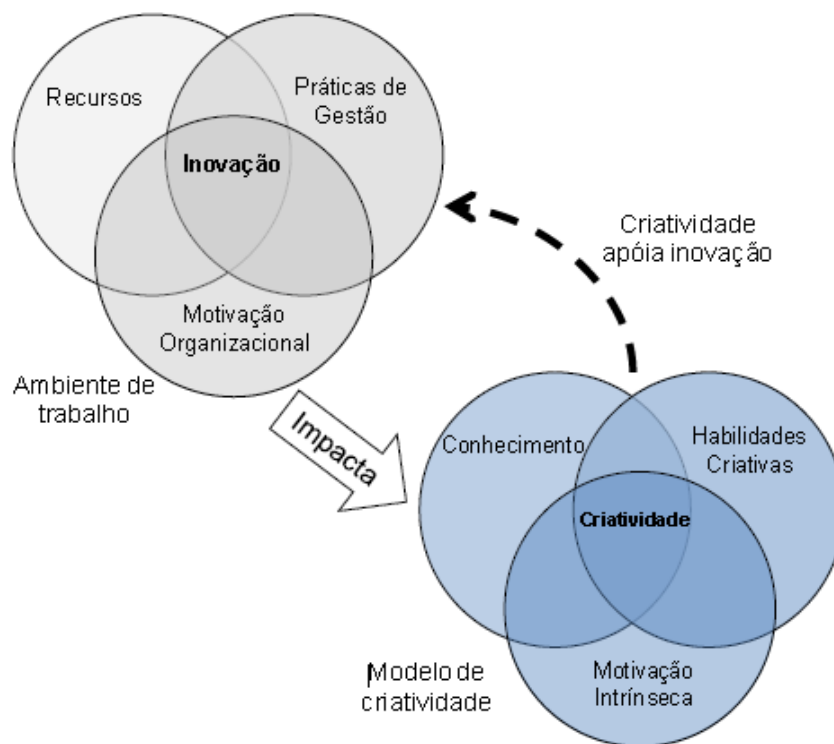 Recursos
Práticas de
Gestão
Inovação
Motivação
Organizacional
Ambiente de
trabalho
Criatividade
apóia inovação
Impacta
Conhecimento
Habilidades
Criativas
Criatividade
Motivação
Intrínseca
Modelo de
criatividade